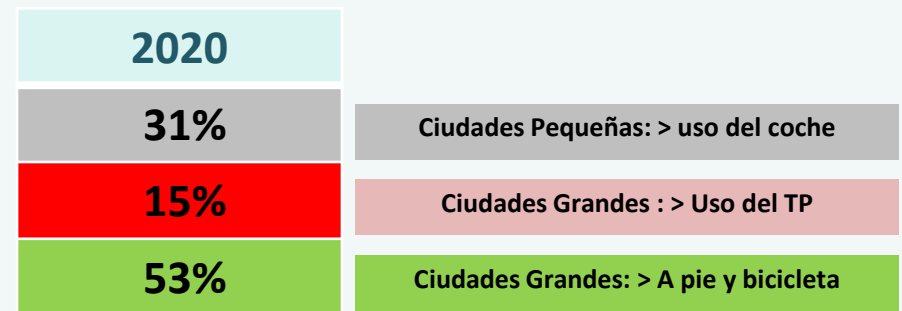 2020
31%
Ciudades Pequeñas: > uso del coche
15%
Ciudades Grandes : > Uso del TP
53%
Ciudades Grandes: > A pie y bicicleta